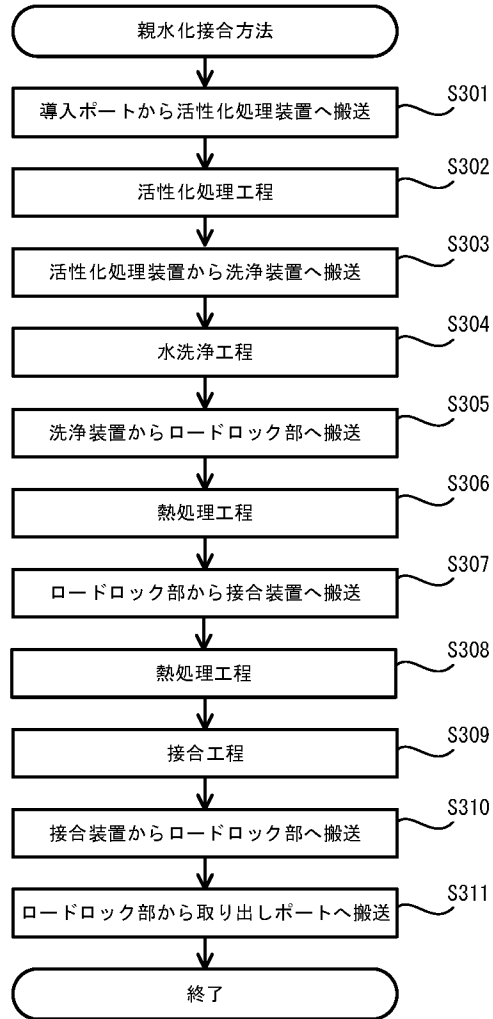 親水化接合方法
導入ポートから活性化処理装置へ搬送
S301
活性化処理工程
S302
活性化処理装置から洗浄装置へ搬送
S303
水洗浄工程
S304
洗浄装置からロードロック部へ搬送
S305
熱処理工程
S306
ロードロック部から接合装置へ搬送
S307
熱処理工程
S308
接合工程
S309
接合装置からロードロック部へ搬送
S310
ロードロック部から取り出しポートへ搬送
S311
終了